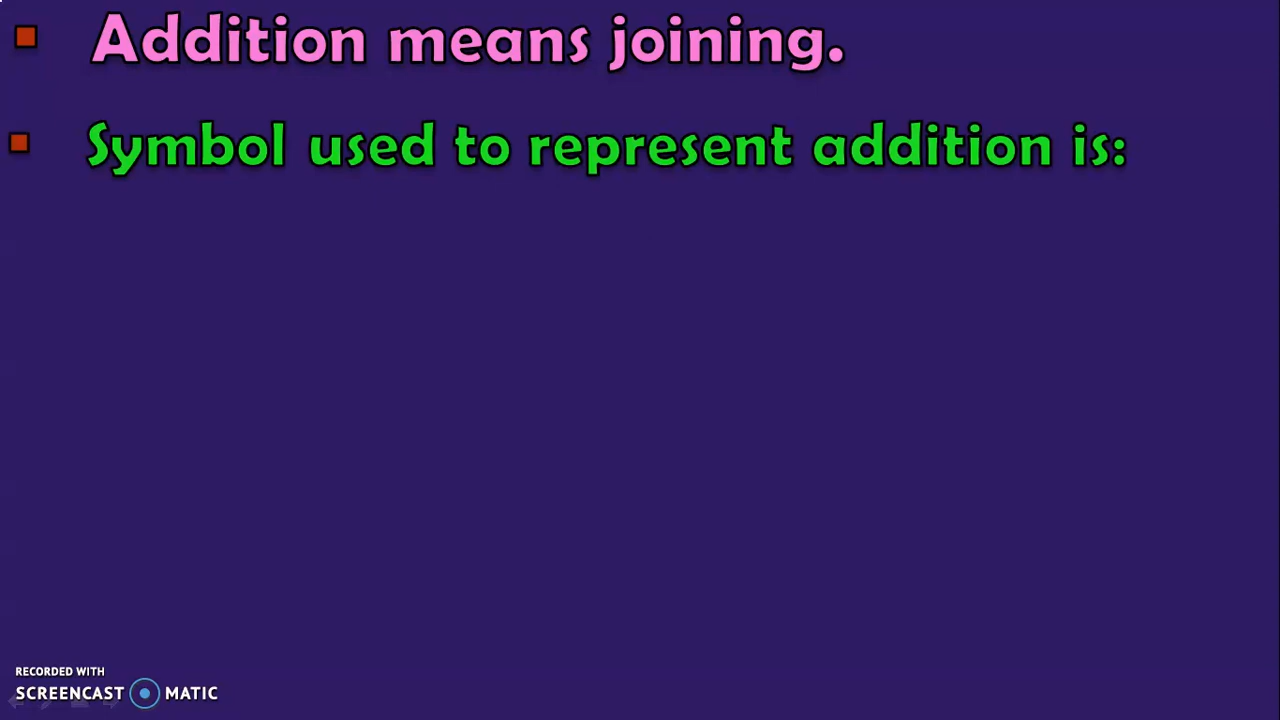 Addition means joining.
Symbol used to represent addition is:
RECORDED WITH
SCREENCAST MATIC